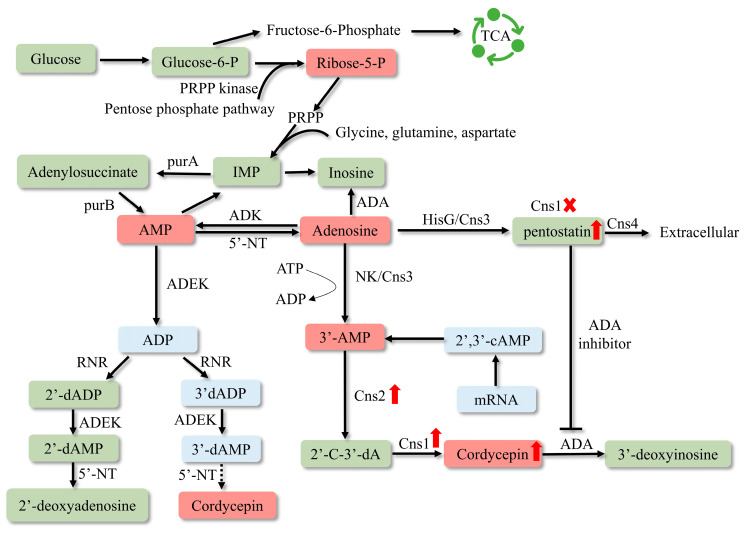 Fructose-6-Phosphate
TCA
Glucose
Glucose-6-P
Ribose-5-P
PRPP kinase
Pentose phosphate pathway
PRPP
Glycine, glutamine, aspartate
Adenylosuccinate
purA
IMP
Inosine
purB
ADA
Cns1
AMP
ADK
5’-NT
Adenosine
HisG/Cns3
pentostatin
Cns4
Extracellular
ATP
ADP
NK/Cns3
ADEK
ADA
inhibitor
ADP
3’-AMP
2’,3’-cAMP
RNR
RNR
mRNA
2’-dADP
3’dADP
Cns2
ADEK
ADEK
2’-dAMP
3’-dAMP
2’-C-3’-dA
Cns1
Cordycepin
ADA
3’-deoxyinosine
5’-NT
5’-NT
2’-deoxyadenosine
Cordycepin